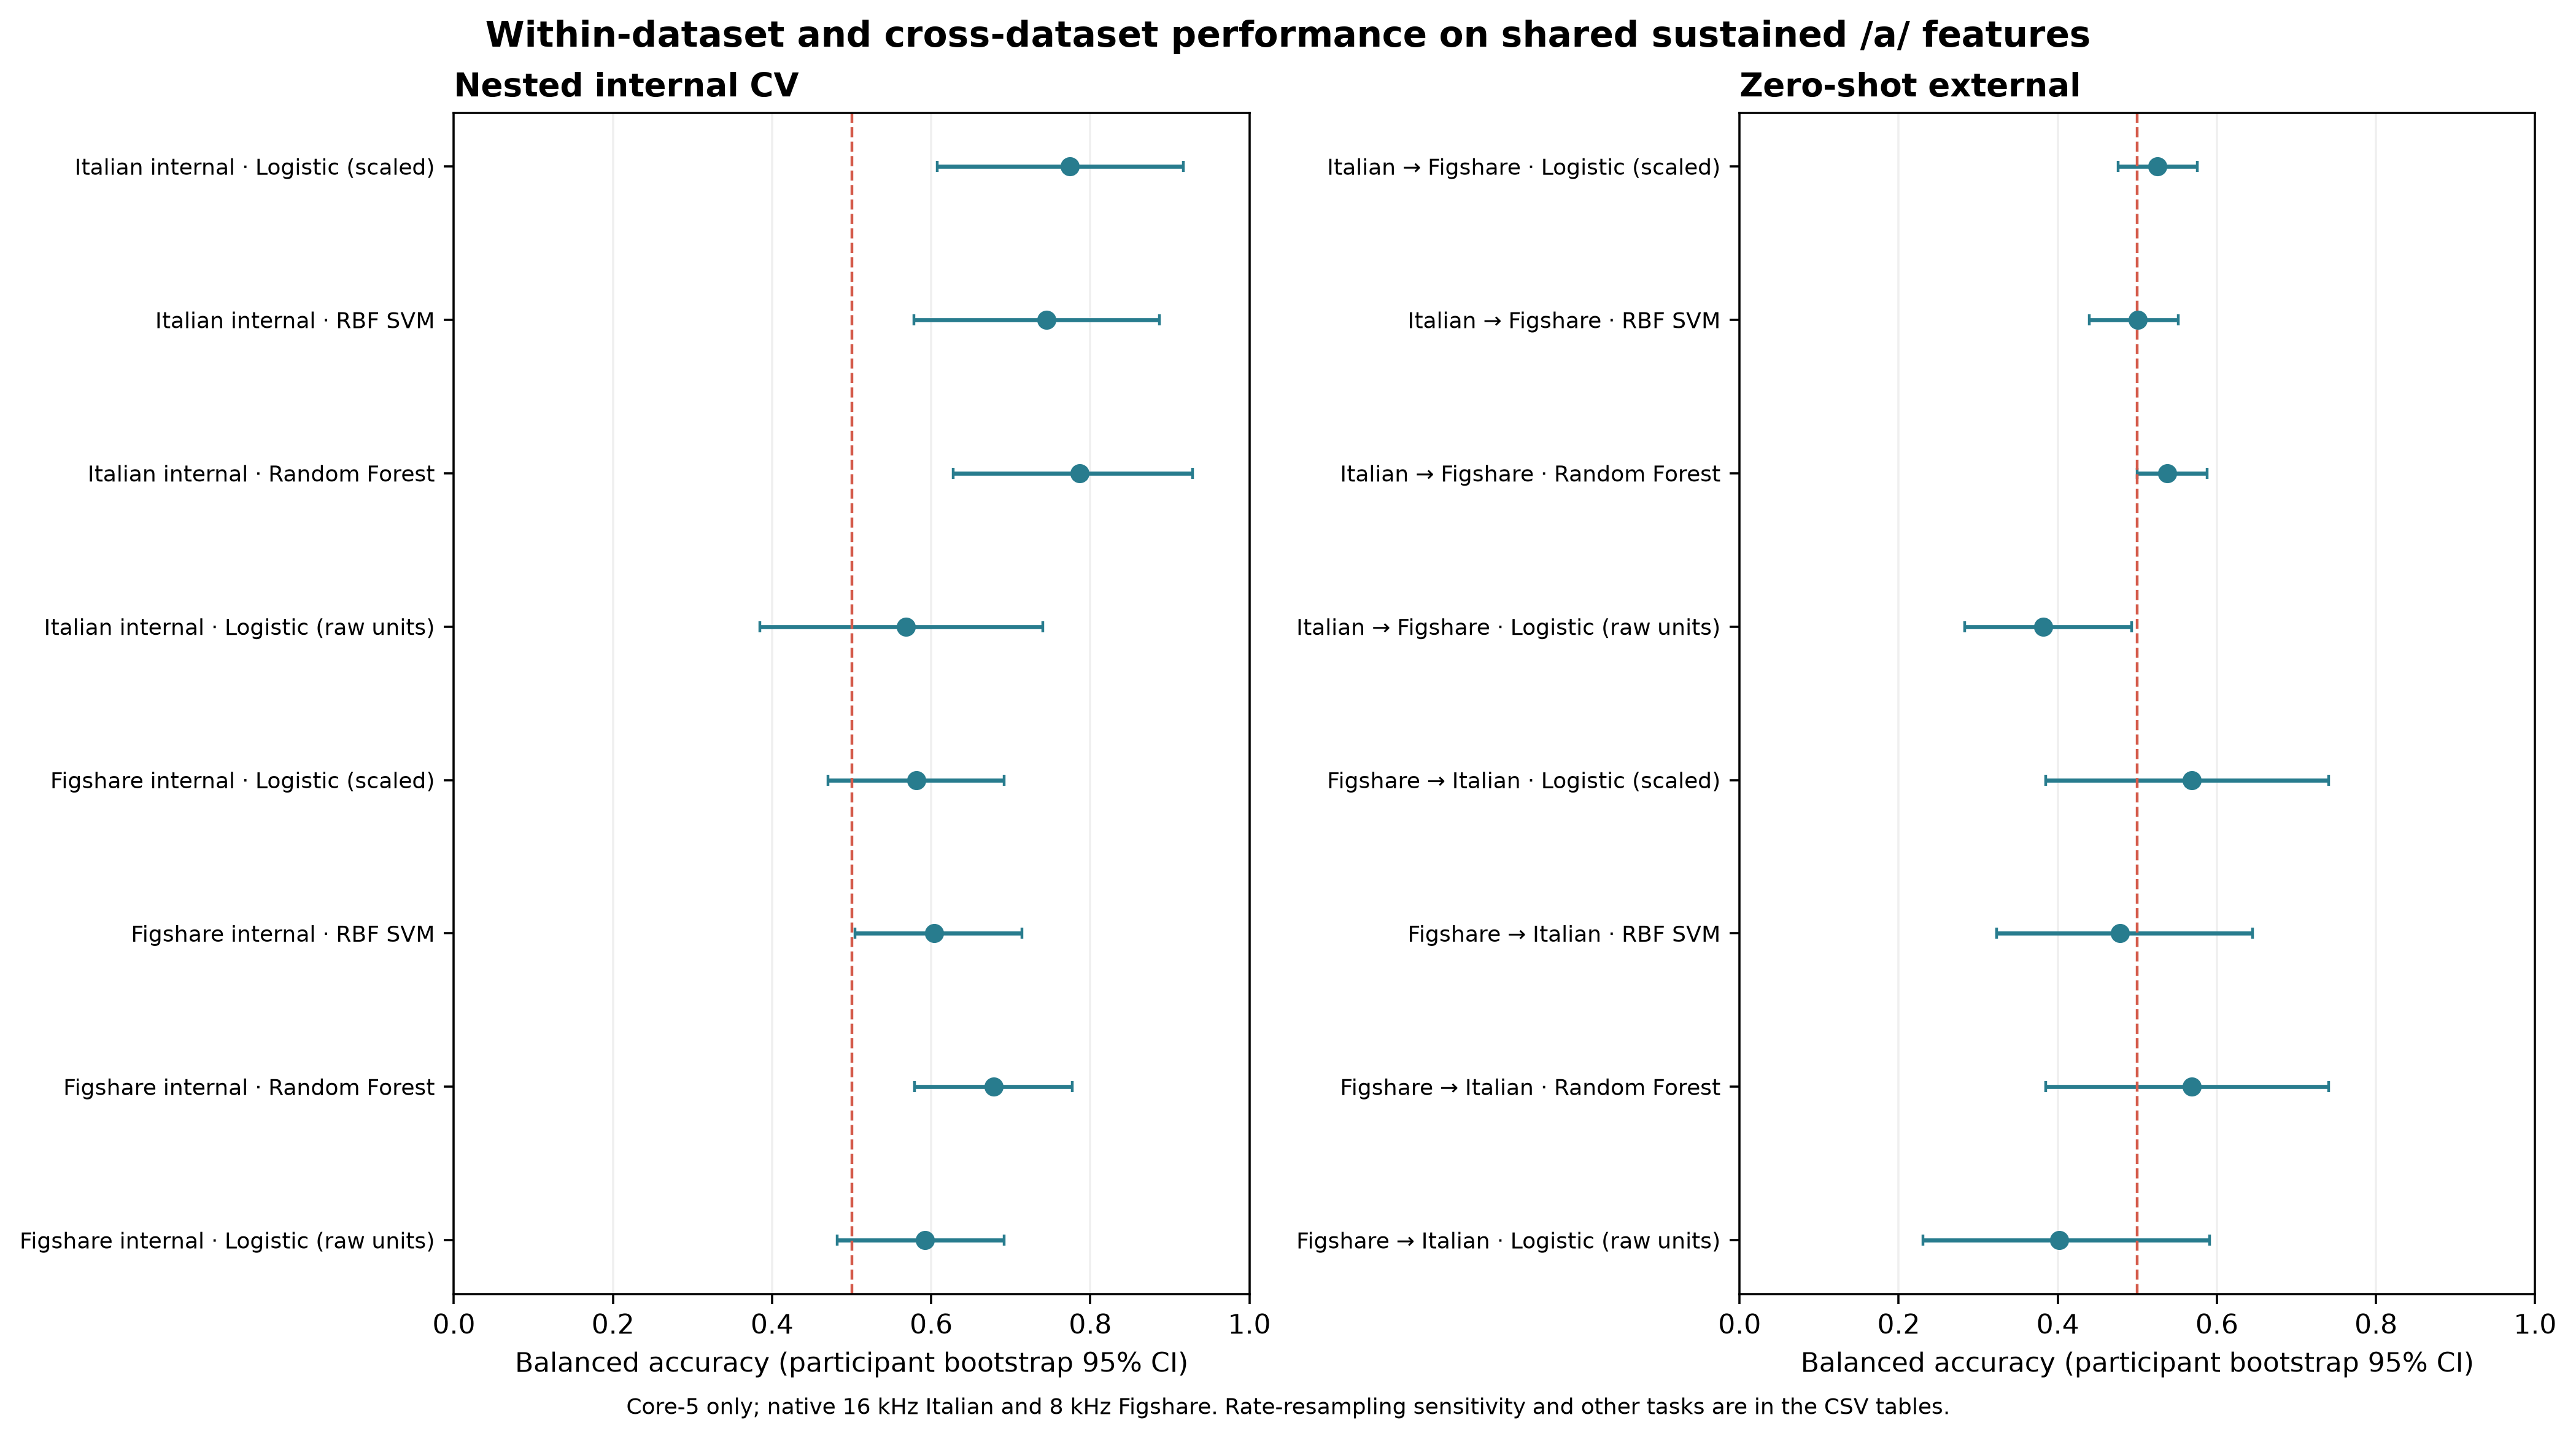 Within-dataset and cross-dataset performance on shared sustained /a/ features
Nested internal CV
Italian internal · Logistic (scaled)
Italian internal · RBF SVM
Italian internal · Random Forest
Italian internal · Logistic (raw units)
Figshare internal · Logistic (scaled)
Figshare internal · RBF SVM
Figshare internal · Random Forest
Figshare internal · Logistic (raw units)
0.0 0.2 0.4 0.6 0.8 1.0
Balanced accuracy (participant bootstrap 95% CI)
Zero-shot external
Italian → Figshare · Logistic (scaled)
Italian → Figshare · RBF SVM
Italian → Figshare · Random Forest
Italian → Figshare · Logistic (raw units)
Figshare → Italian · Logistic (scaled)
Figshare → Italian · RBF SVM
Figshare → Italian · Random Forest
Figshare → Italian · Logistic (raw units)
0.0 0.2 0.4 0.6 0.8 1.0
Balanced accuracy (participant bootstrap 95% CI)
Core-5 only; native 16 kHz Italian and 8 kHz Figshare. Rate-resampling sensitivity and other tasks are in the CSV tables.